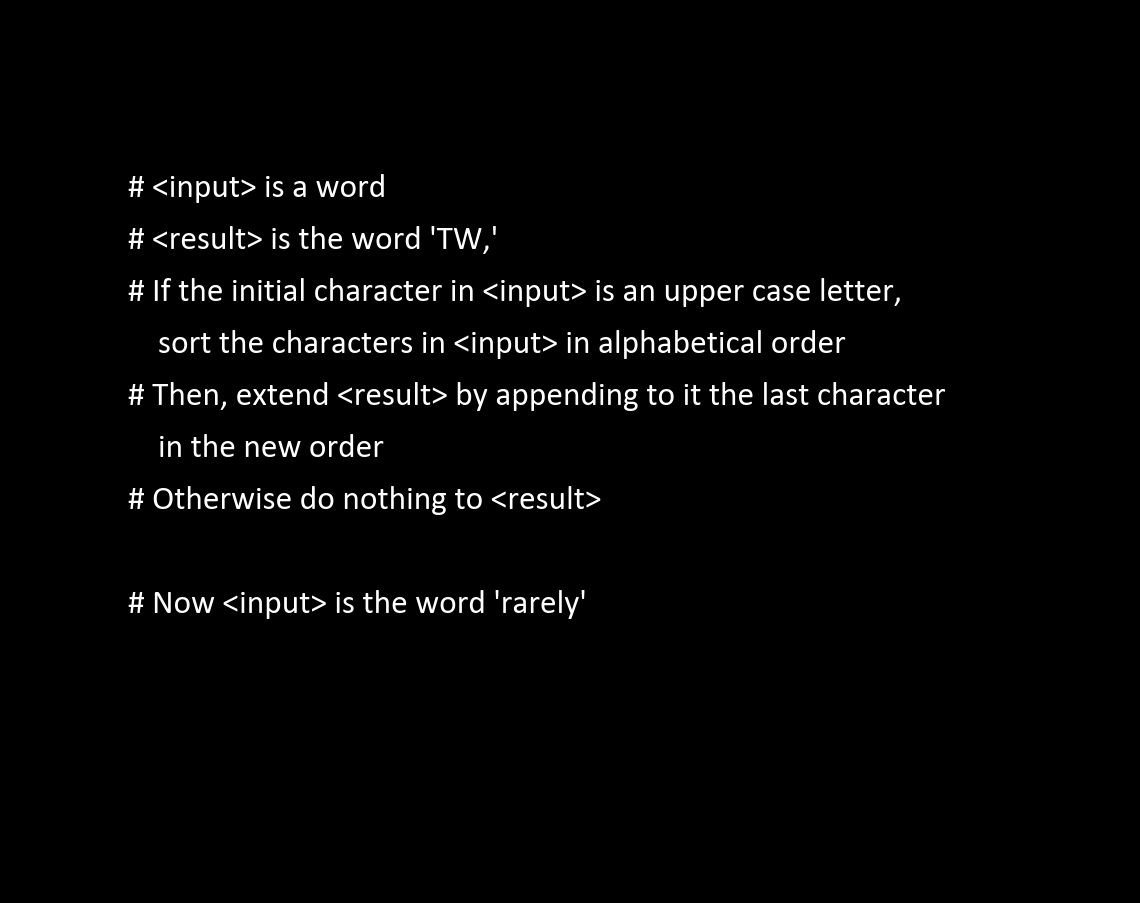 # <input> is a word
# <result> is the word 'TW,'
# If the initial character in <input> is an upper case letter,
sort the characters in <input> in alphabetical order
# Then, extend <result> by appending to it the last character
in the new order
# Otherwise do nothing to <result>
# Now <input> is the word 'rarely'